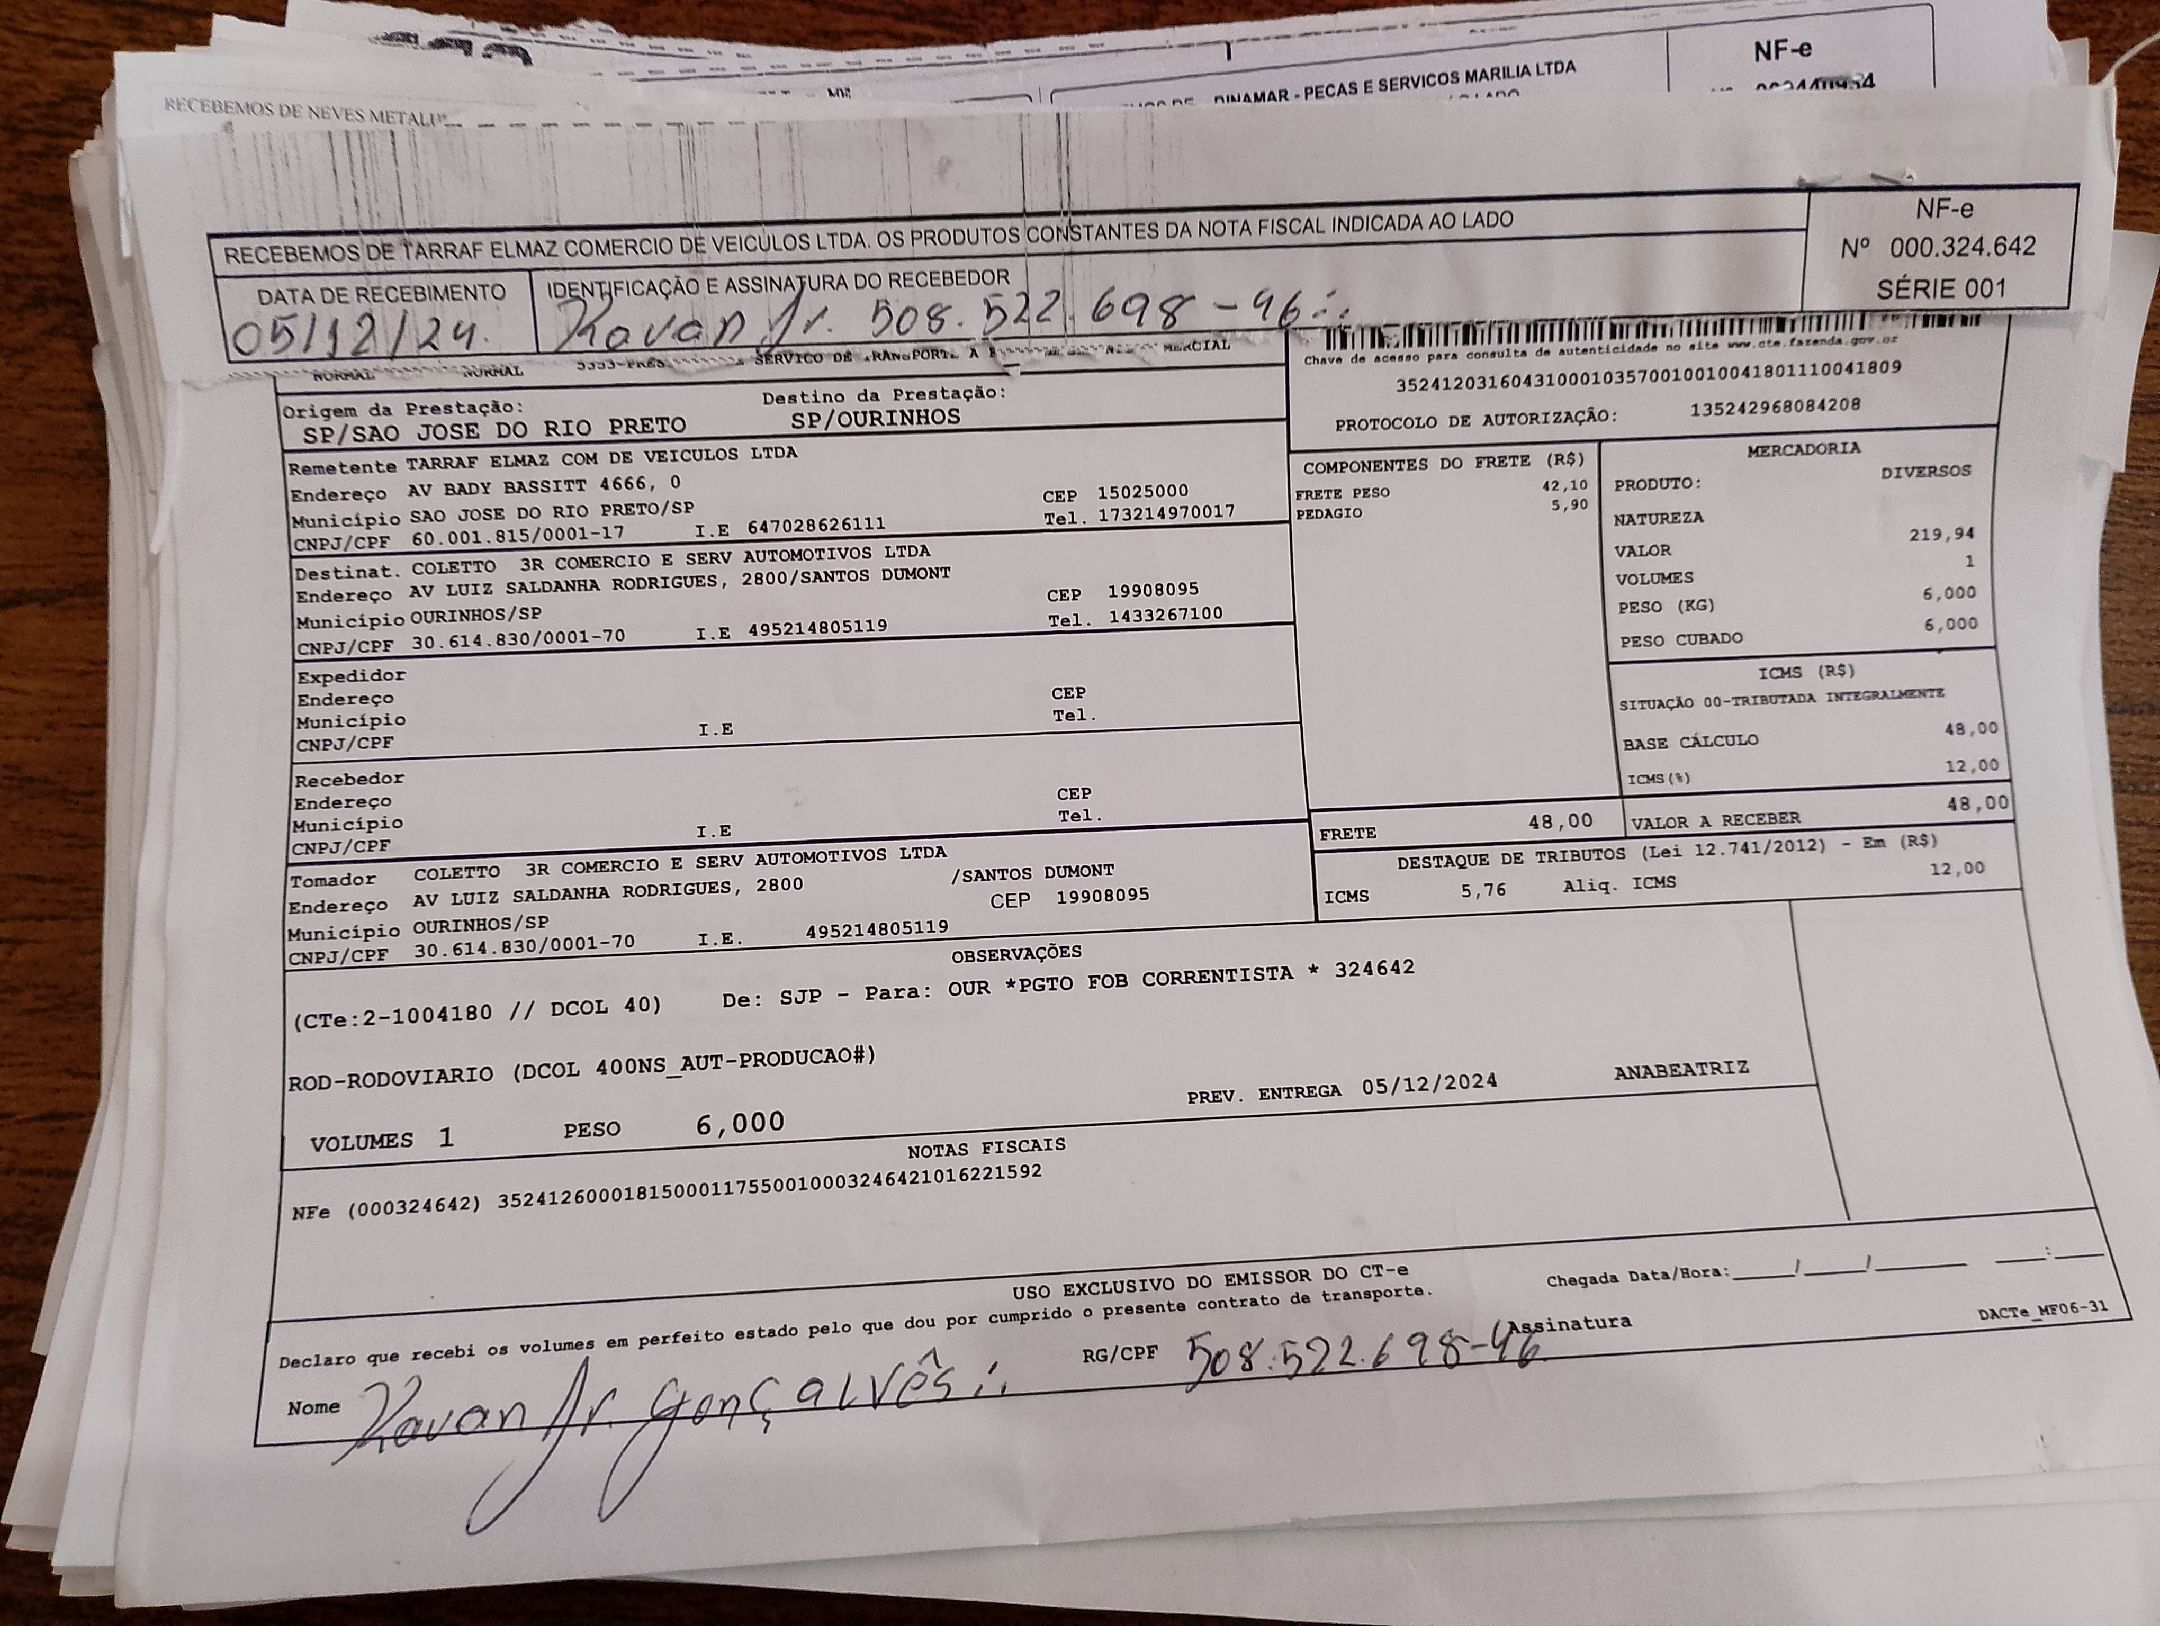 NF-e
DINAMAR - PECAS E SERVICOS MARILIA LTDA
RECEBEMOS DE NEVES
RECEBEMOS DE TARRAF ELMAZ COMERCIO DE VEICULOS LTDA. OS PRODUTOS CONSTANTES DA NOTA FISCAL INDICADA AO LADO
NF-e
Nº 000.324.642
SÉRIE 001
DATA DE RECEBIMENTO
05/12/24.
IDENTIFICAÇÃO E ASSINATURA DO RECEBEDOR
Kavan Jr. 508.522.698-46
NORMAL NORMAL SERVICO DE
Chave de acesso para consulta de autenticidade no site www.cte.fazenda.gov.br
35241203160431000103570010010041801110041809
PROTOCOLO DE AUTORIZAÇÃO: 135242968084208
Origem da Prestação: Destino da Prestação:
SP/SAO JOSE DO RIO PRETO SP/OURINHOS
Remetente TARRAF ELMAZ COM DE VEICULOS LTDA
Endereço AV BADY BASSITT 4666, 0 CEP 15025000
Município SAO JOSE DO RIO PRETO/SP Tel. 173214970017
CNPJ/CPF 60.001.815/0001-17 I.E 647028626111
Destinat. COLETTO 3R COMERCIO E SERV AUTOMOTIVOS LTDA
Endereço AV LUIZ SALDANHA RODRIGUES, 2800/SANTOS DUMONT CEP 19908095
Município OURINHOS/SP Tel. 1433267100
CNPJ/CPF 30.614.830/0001-70 I.E 495214805119
Expedidor
Endereço CEP
Município Tel.
CNPJ/CPF I.E
Recebedor
Endereço CEP
Município Tel.
CNPJ/CPF I.E
Tomador COLETTO 3R COMERCIO E SERV AUTOMOTIVOS LTDA
Endereço AV LUIZ SALDANHA RODRIGUES, 2800 /SANTOS DUMONT
Município OURINHOS/SP CEP 19908095
CNPJ/CPF 30.614.830/0001-70 I.E. 495214805119
COMPONENTES DO FRETE (R$)
FRETE PESO 42,10
PEDAGIO 5,90
MERCADORIA
PRODUTO: DIVERSOS
NATUREZA
VALOR 219,94
VOLUMES 1
PESO (KG) 6,000
PESO CUBADO 6,000
ICMS (R$)
SITUAÇÃO 00-TRIBUTADA INTEGRALMENTE
BASE CÁLCULO 48,00
ICMS(%) 12,00
FRETE 48,00 VALOR A RECEBER 48,00
DESTAQUE DE TRIBUTOS (Lei 12.741/2012) - Em (R$)
ICMS 5,76 Aliq. ICMS 12,00
OBSERVAÇÕES
(CTe:2-1004180 // DCOL 40) De: SJP - Para: OUR *PGTO FOB CORRENTISTA * 324642
ROD-RODOVIARIO (DCOL 400NS_AUT-PRODUCAO#)
PREV. ENTREGA 05/12/2024 ANABEATRIZ
VOLUMES 1 PESO 6,000
NOTAS FISCAIS
NFe (000324642) 35241260001815000117550010003246421016221592
USO EXCLUSIVO DO EMISSOR DO CT-e
Chegada Data/Hora:____/____/______ ___:___
Declaro que recebi os volumes em perfeito estado pelo que dou por cumprido o presente contrato de transporte.
DACTe_MF06-31
Nome Kavan Jr. Gonçalvês RG/CPF 508.522.698-46 Assinatura